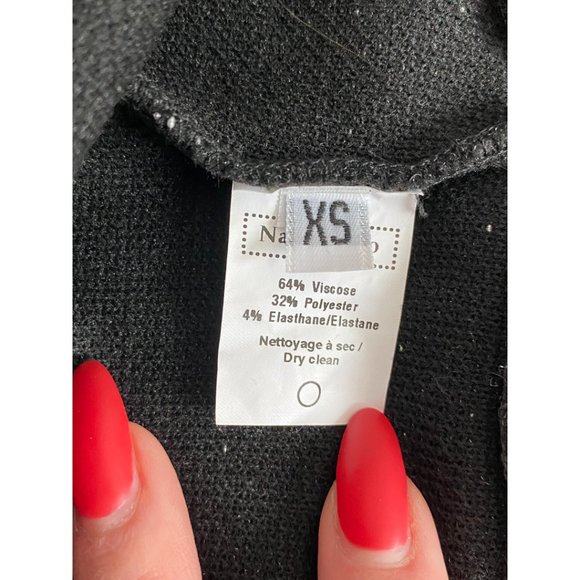 XS
64% Viscose
32% Polyester
4% Elasthane/Elastane
Nettoyage à sec /
Dry clean